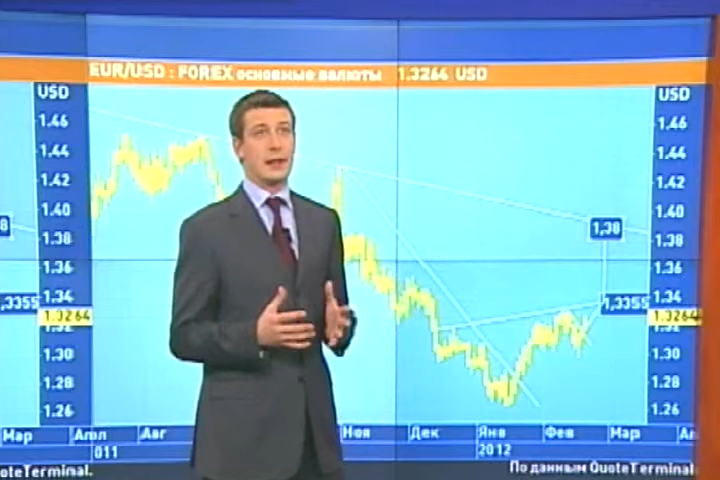 EUR/USD : FOREX основные валюты 1.3264 USD
USD
USD
1.46
1.46
1.44
1.44
1.42
1.42
1.40
1.40
8
1,38
1.38
1.38
1.36
1.36
1.34
1.34
,3355
1,3355
1.3264
1.3264
1.32
1.32
1.30
1.30
1.28
1.28
1.26
1.26
Мар
Авг
Ноя
Дек
Янв
Фев
Мар
011
2012
uoteTerminal.
По данным QuoteTerminal